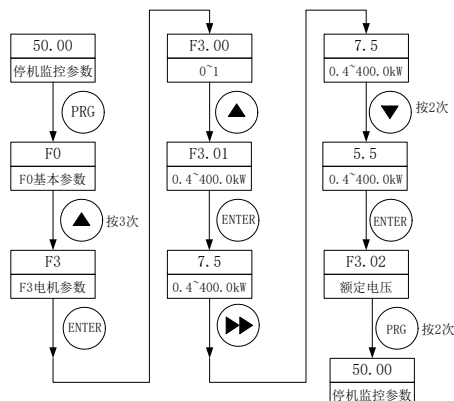 50.00
停机监控参数
PRG
F0
F0基本参数
按3次
F3
F3电机参数
ENTER
F3.00
0~1
F3.01
0.4~400.0kW
ENTER
7.5
0.4~400.0kW
7.5
0.4~400.0kW
按2次
5.5
0.4~400.0kW
ENTER
F3.02
额定电压
PRG
按2次
50.00
停机监控参数